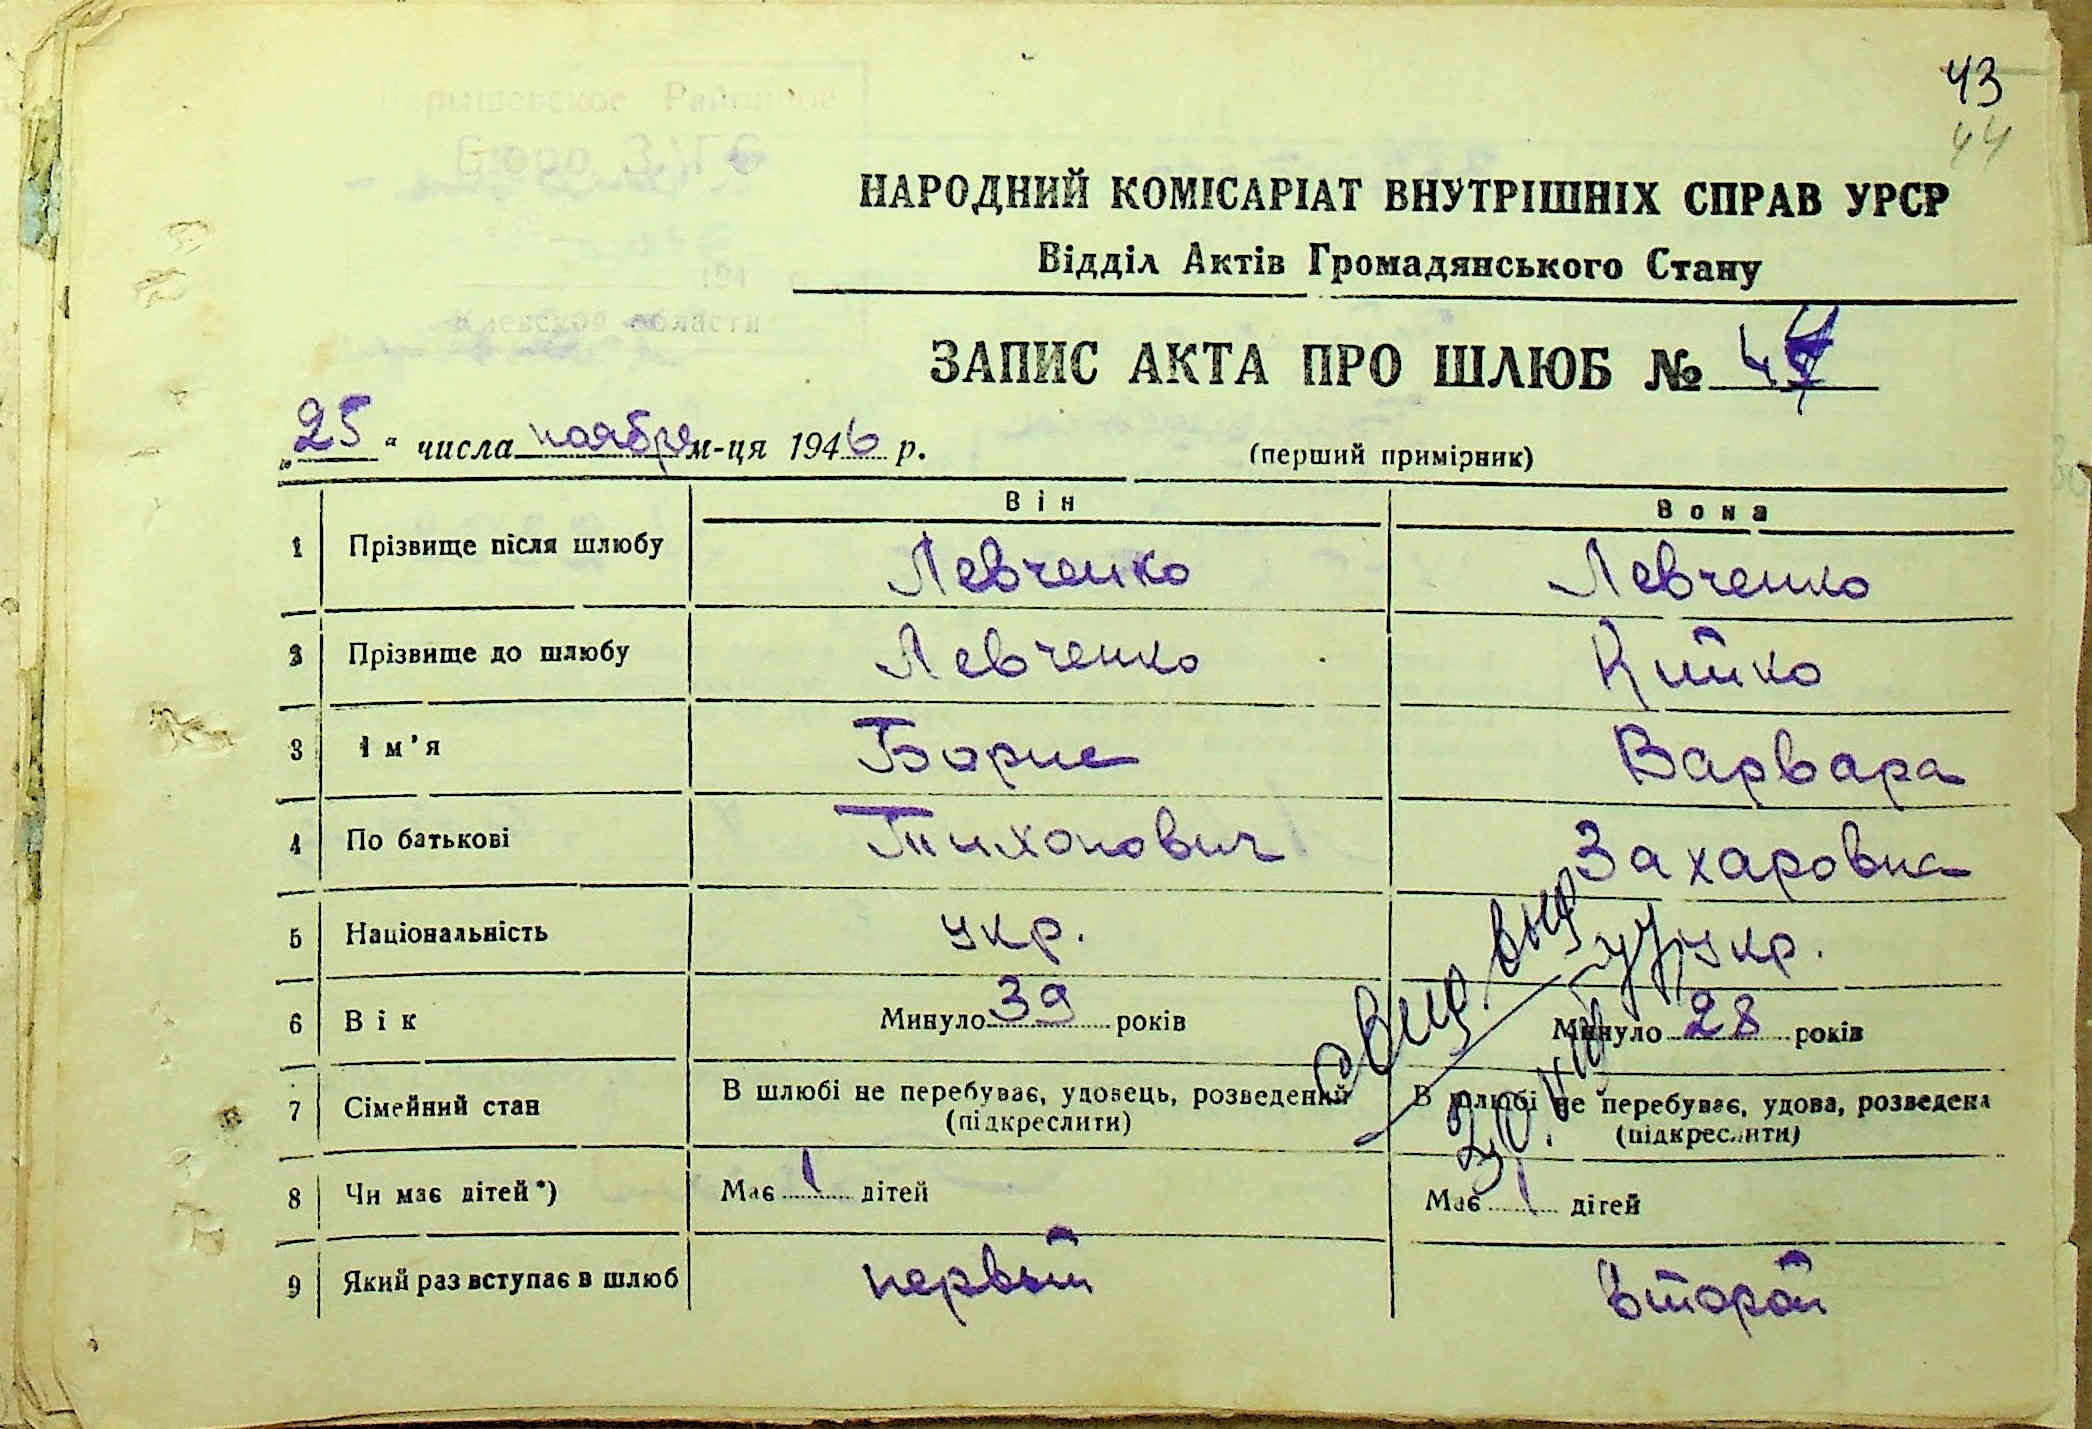 43
44
НАРОДНИЙ КОМІСАРІАТ ВНУТРІШНІХ СПРАВ УРСР
Відділ Актів Громадянського Стану
ЗАПИС АКТА ПРО ШЛЮБ № 4
„25" числа ноября м-ця 1946 р. (перший примірник)
Він Вона
1 Прізвище після шлюбу Левченко Левченко
Прізвище до шлюбу Левченко Кийко
3 Ім'я Борис Варвара
4 По батькові Тихонович Захаровна
5 Національність укр. укр.
6 Вік Минуло 39 років Минуло 28 років
7 Сімейний стан В шлюбі не перебуває, удовець, розведений В шлюбі не перебуває, удова, розведена
(підкреслити) (підкреслити)
8 Чи має дітей*) Має 1 дітей Має 1 дітей
9 Який раз вступає в шлюб первый второй